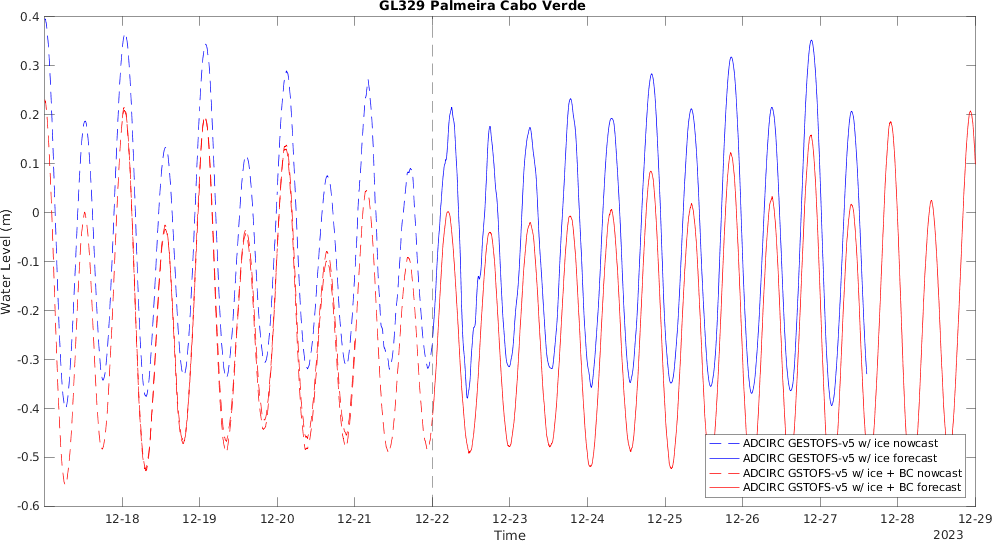 GL329 Palmeira Cabo Verde
0.4
0.3
0.2
0.1
0
-0.1
-0.2
-0.3
-0.4
-0.5
-0.6
Water Level (m)
ADCIRC GESTOFS-v5 w/ ice nowcast
ADCIRC GESTOFS-v5 w/ ice forecast
ADCIRC GSTOFS-v5 w/ ice + BC nowcast
ADCIRC GSTOFS-v5 w/ ice + BC forecast
12-18 12-19 12-20 12-21 12-22 12-23 12-24 12-25 12-26 12-27 12-28 12-29
Time
2023